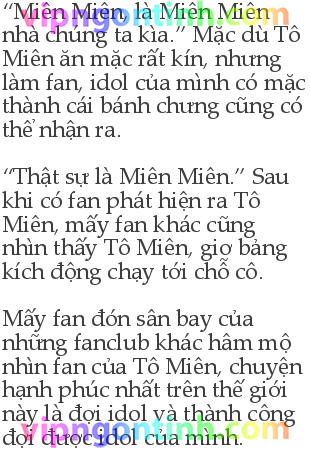 “Miên Miên, là Miên Miên
nhà chúng ta kìa.” Mặc dù Tô
Miên ăn mặc rất kín, nhưng
làm fan, idol của mình có mặc
thành cái bánh chưng cũng có
thể nhận ra.
“Thật sự là Miên Miên.” Sau
khi có fan phát hiện ra Tô
Miên, mấy fan khác cũng
nhìn thấy Tô Miên, giơ bảng
kích động chạy tới chỗ cô.
Mấy fan đón sân bay của
những fanclub khác hâm mộ
nhìn fan của Tô Miên, chuyện
hạnh phúc nhất trên thế giới
này là đợi idol và thành công
đợi được idol của mình.
vipngontinh.com
vipngontinh.com